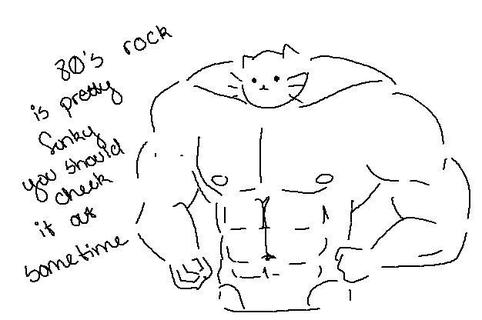 80's rock
is pretty
funky
you should
check
it out
sometime